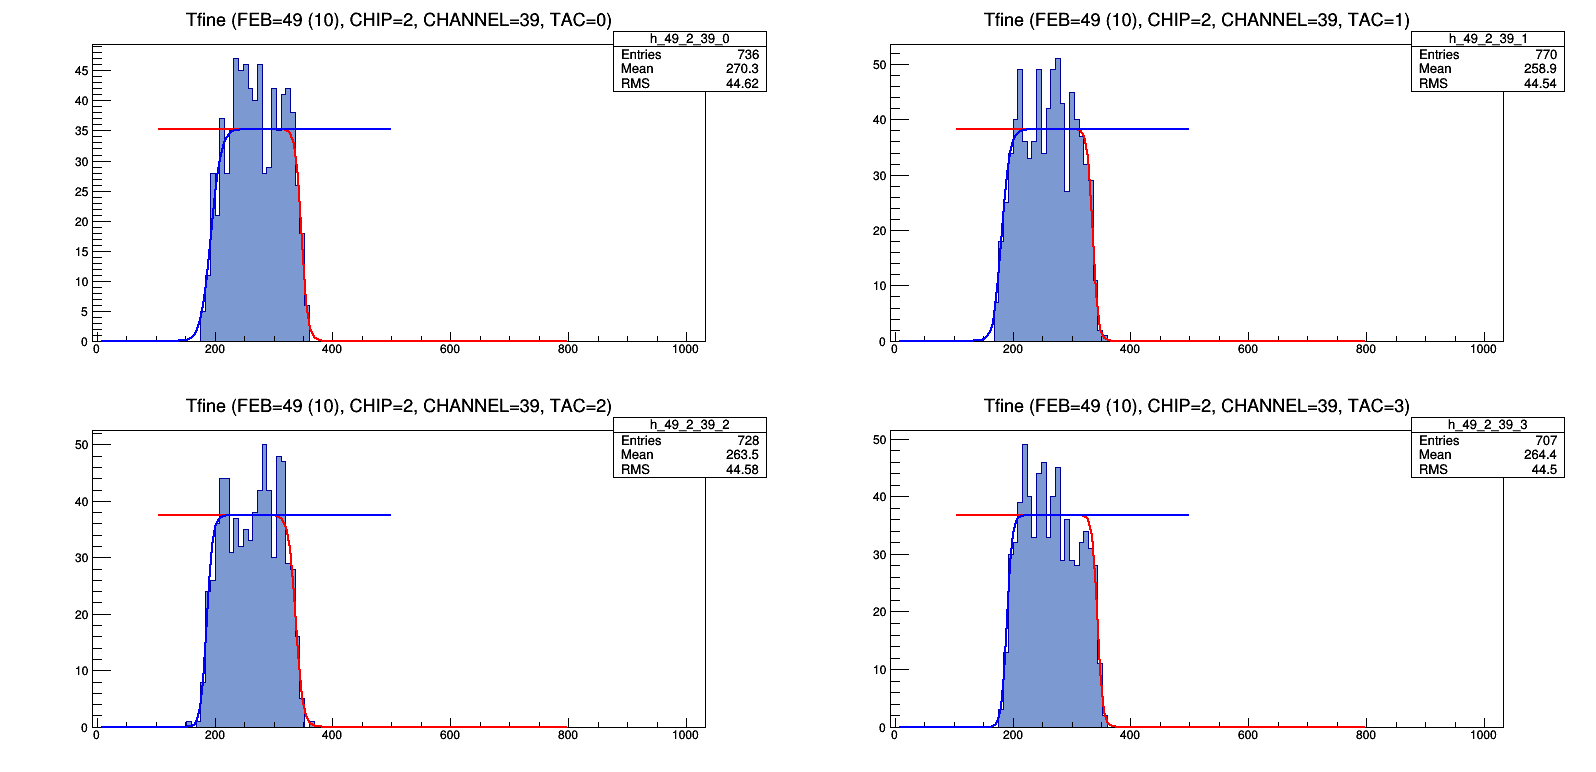 Tfine (FEB=49 (10), CHIP=2, CHANNEL=39, TAC=0)
h_49_2_39_0
Entries 736
Mean 270.3
RMS 44.62
45
40
35
30
25
20
15
10
5
0
0 200 400 600 800 1000
Tfine (FEB=49 (10), CHIP=2, CHANNEL=39, TAC=1)
h_49_2_39_1
Entries 770
Mean 258.9
RMS 44.54
50
40
30
20
10
0
0 200 400 600 800 1000
Tfine (FEB=49 (10), CHIP=2, CHANNEL=39, TAC=2)
h_49_2_39_2
Entries 728
Mean 263.5
RMS 44.58
50
40
30
20
10
0
0 200 400 600 800 1000
Tfine (FEB=49 (10), CHIP=2, CHANNEL=39, TAC=3)
h_49_2_39_3
Entries 707
Mean 264.4
RMS 44.5
50
40
30
20
10
0
0 200 400 600 800 1000